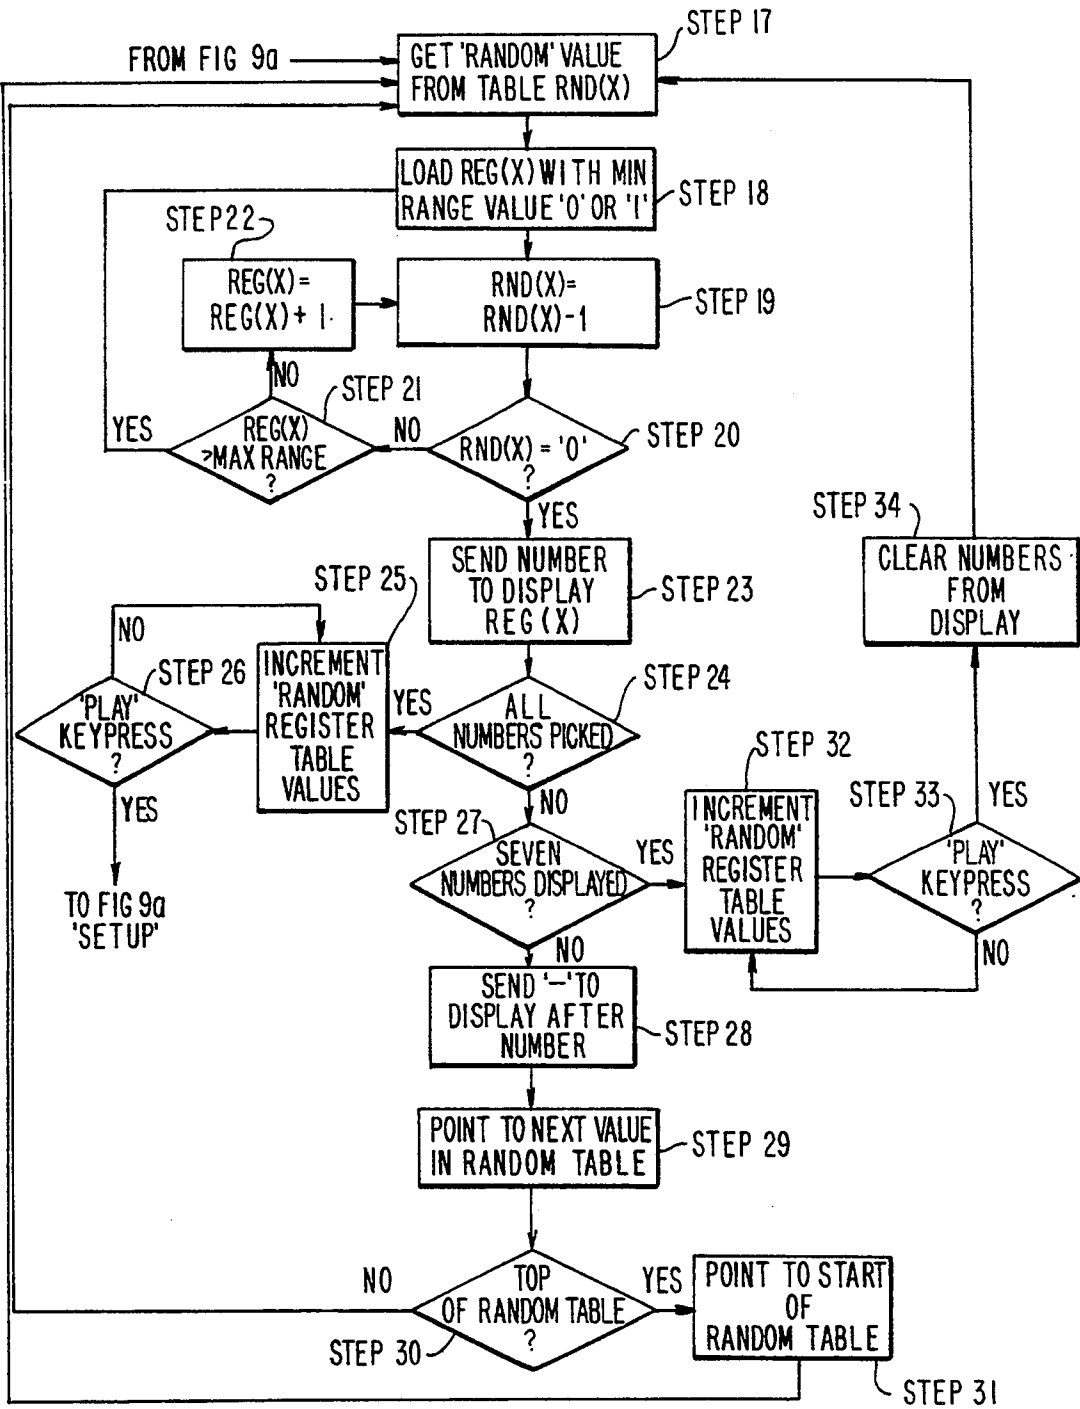 STEP 17
FROM FIG 9a
GET 'RANDOM' VALUE
FROM TABLE RND(X)
LOAD REG(X) WITH MIN
RANGE VALUE '0' OR '1'
STEP 18
STEP 22
REG(X)=
REG(X)+ 1
RND(X)=
RND(X)-1
STEP 19
NO
STEP 21
YES
REG(X)
>MAX RANGE
?
NO
RND(X) = '0'
?
STEP 20
YES
STEP 34
CLEAR NUMBERS
FROM
DISPLAY
SEND NUMBER
TO DISPLAY
REG (X)
STEP 23
STEP 25
NO
STEP 26
'PLAY'
KEYPRESS
?
INCREMENT
'RANDOM'
REGISTER
TABLE
VALUES
YES
ALL
NUMBERS PICKED
?
STEP 24
YES
TO FIG 9a
'SETUP'
NO
STEP 27
SEVEN
NUMBERS DISPLAYED
?
YES
STEP 32
INCREMENT
'RANDOM'
REGISTER
TABLE
VALUES
STEP 33
YES
'PLAY'
KEYPRESS
?
NO
NO
SEND '-' TO
DISPLAY AFTER
NUMBER
STEP 28
POINT TO NEXT VALUE
IN RANDOM TABLE
STEP 29
NO
TOP
OF RANDOM TABLE
?
YES
STEP 30
POINT TO START
OF
RANDOM TABLE
STEP 31